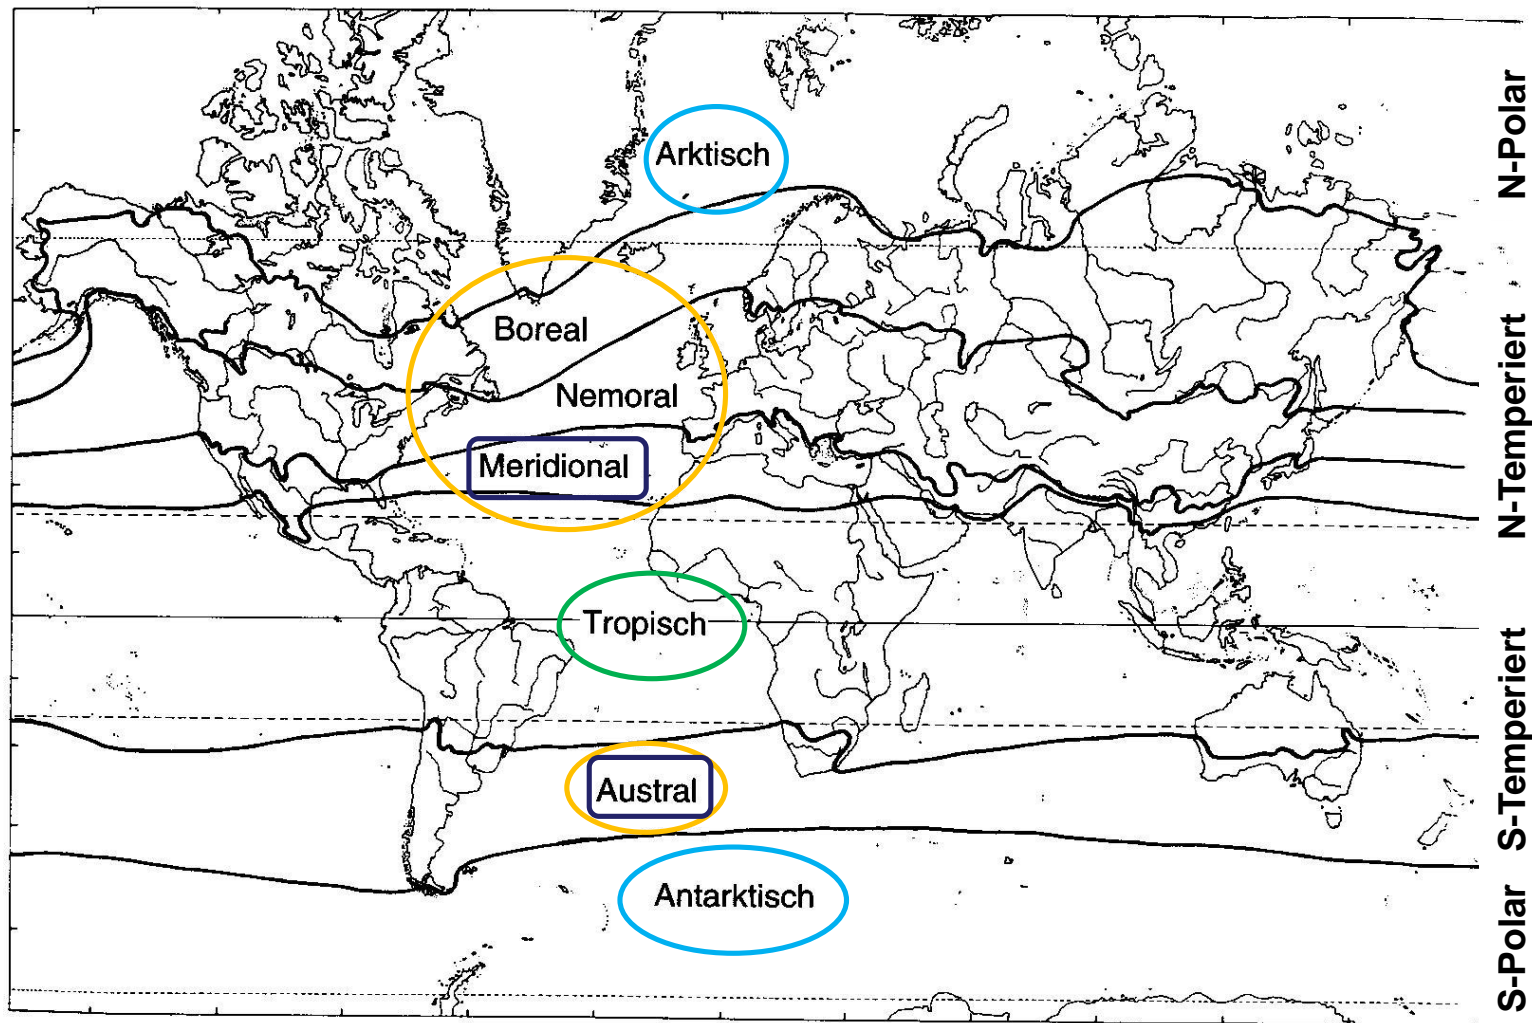 Arktisch
Boreal
Nemoral
Meridional
Tropisch
Austral
Antarktisch
N-Polar
N-Temperiert
S-Temperiert
S-Polar